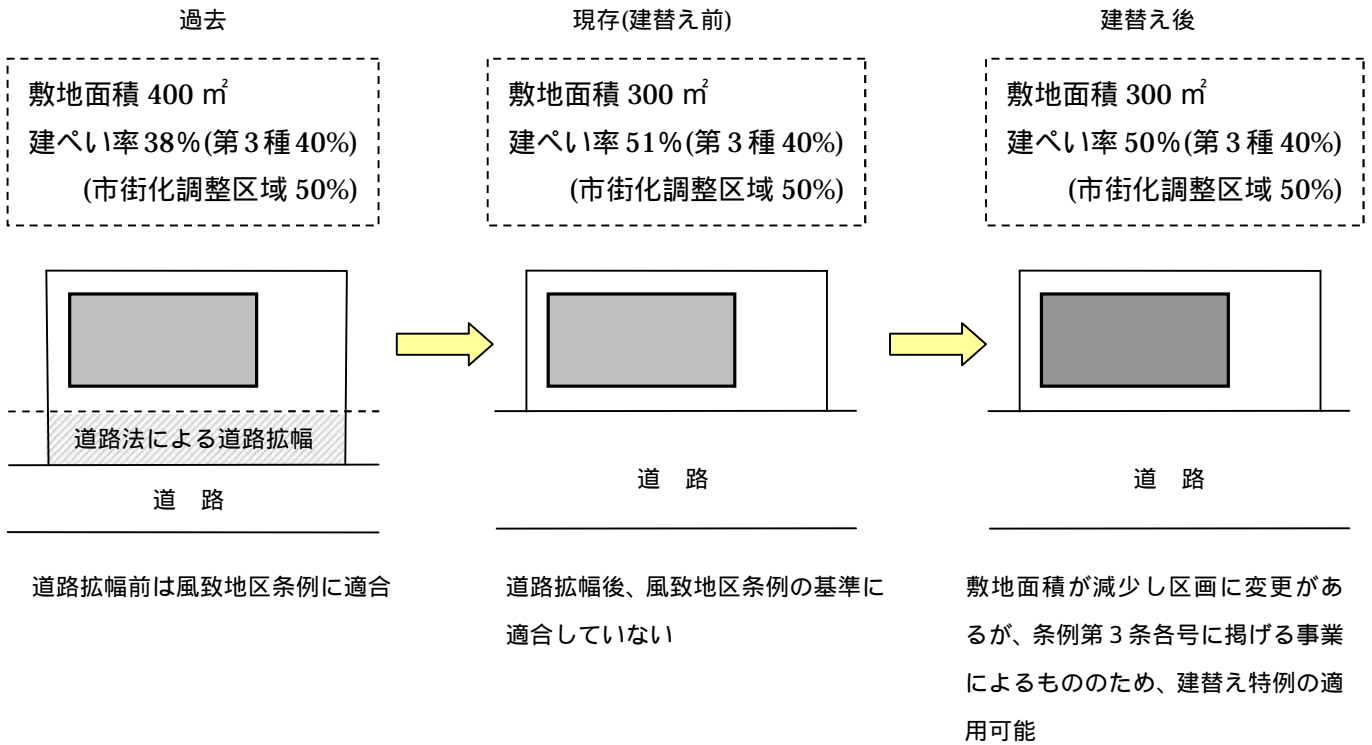 過去
敷地面積 400 ㎡
建ぺい率 38%(第3種 40%)
(市街化調整区域 50%)
道路法による道路拡幅
道 路
道路拡幅前は風致地区条例に適合
現存(建替え前)
敷地面積 300 ㎡
建ぺい率 51%(第3種 40%)
(市街化調整区域 50%)
道 路
道路拡幅後、風致地区条例の基準に
適合していない
建替え後
敷地面積 300 ㎡
建ぺい率 50%(第3種 40%)
(市街化調整区域 50%)
道 路
敷地面積が減少し区画に変更があ
るが、条例第3条各号に掲げる事業
によるもののため、建替え特例の適
用可能